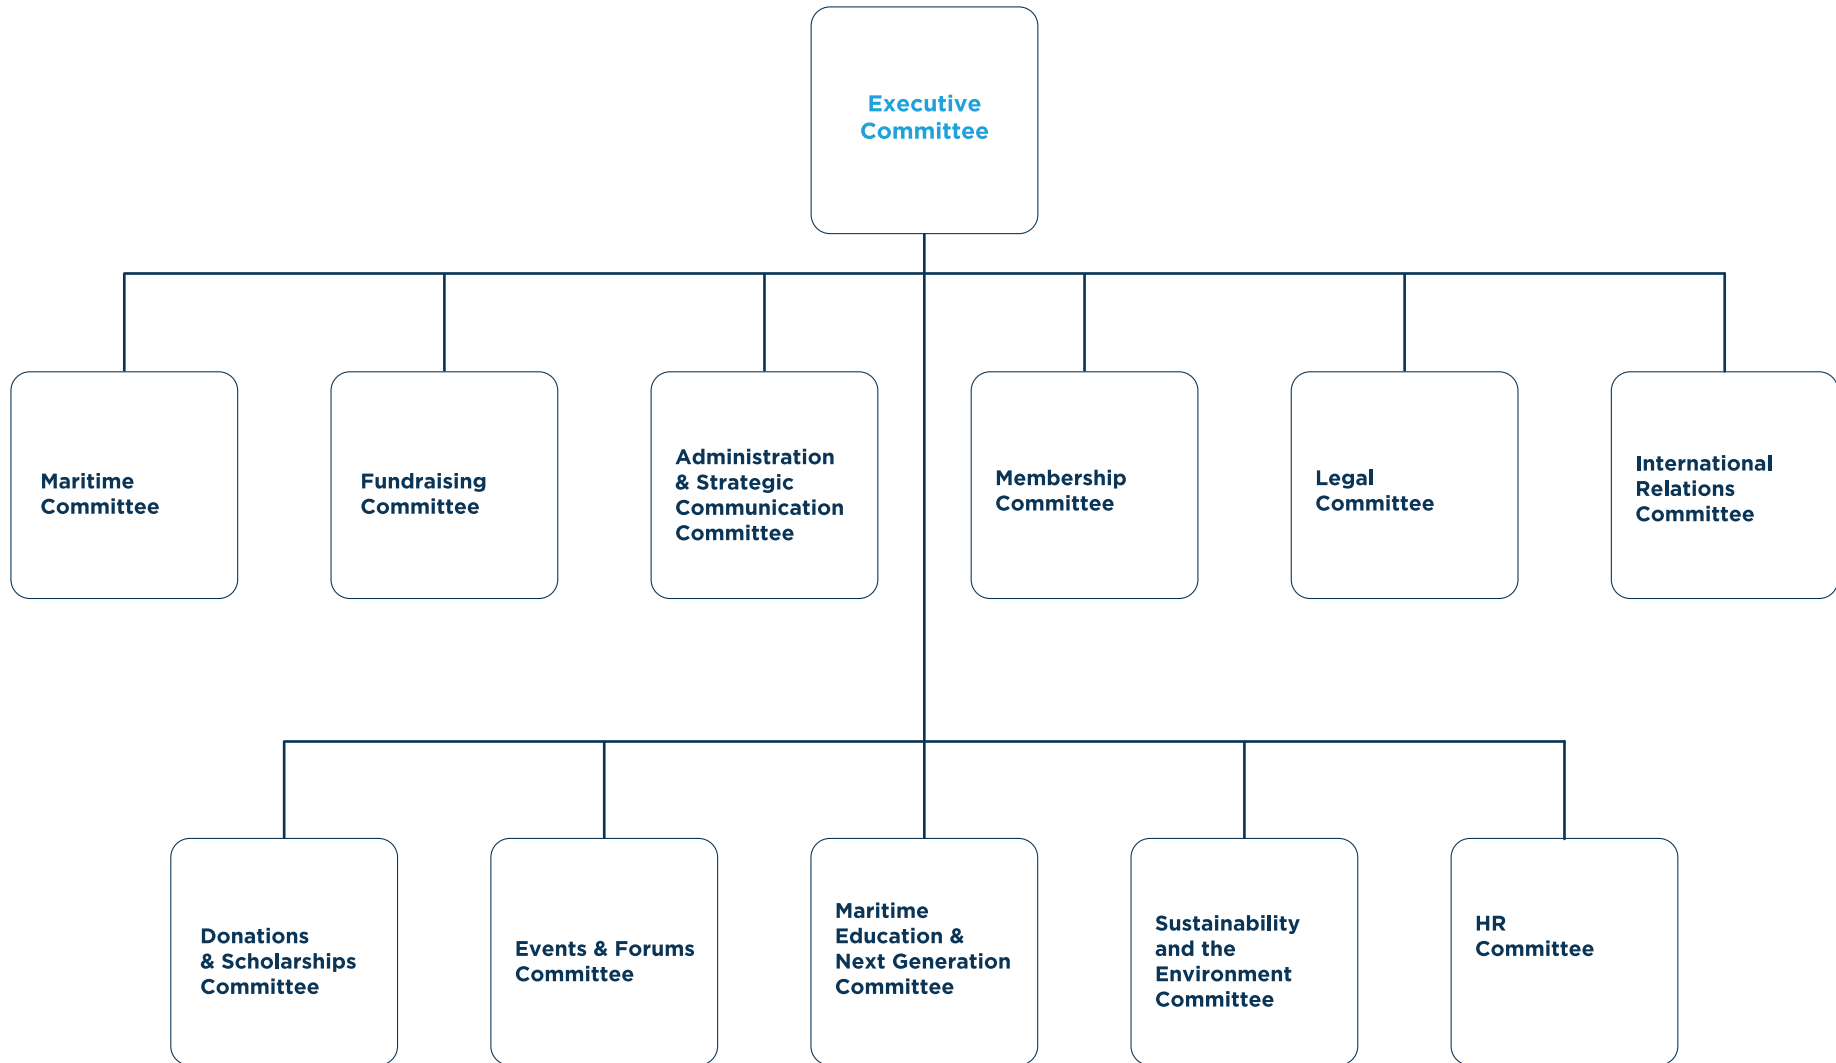 Executive
Committee
Maritime
Committee
Fundraising
Committee
Administration
& Strategic
Communication
Committee
Membership
Committee
Legal
Committee
International
Relations
Committee
Donations
& Scholarships
Committee
Events & Forums
Committee
Maritime
Education &
Next Generation
Committee
Sustainability
and the
Environment
Committee
HR
Committee